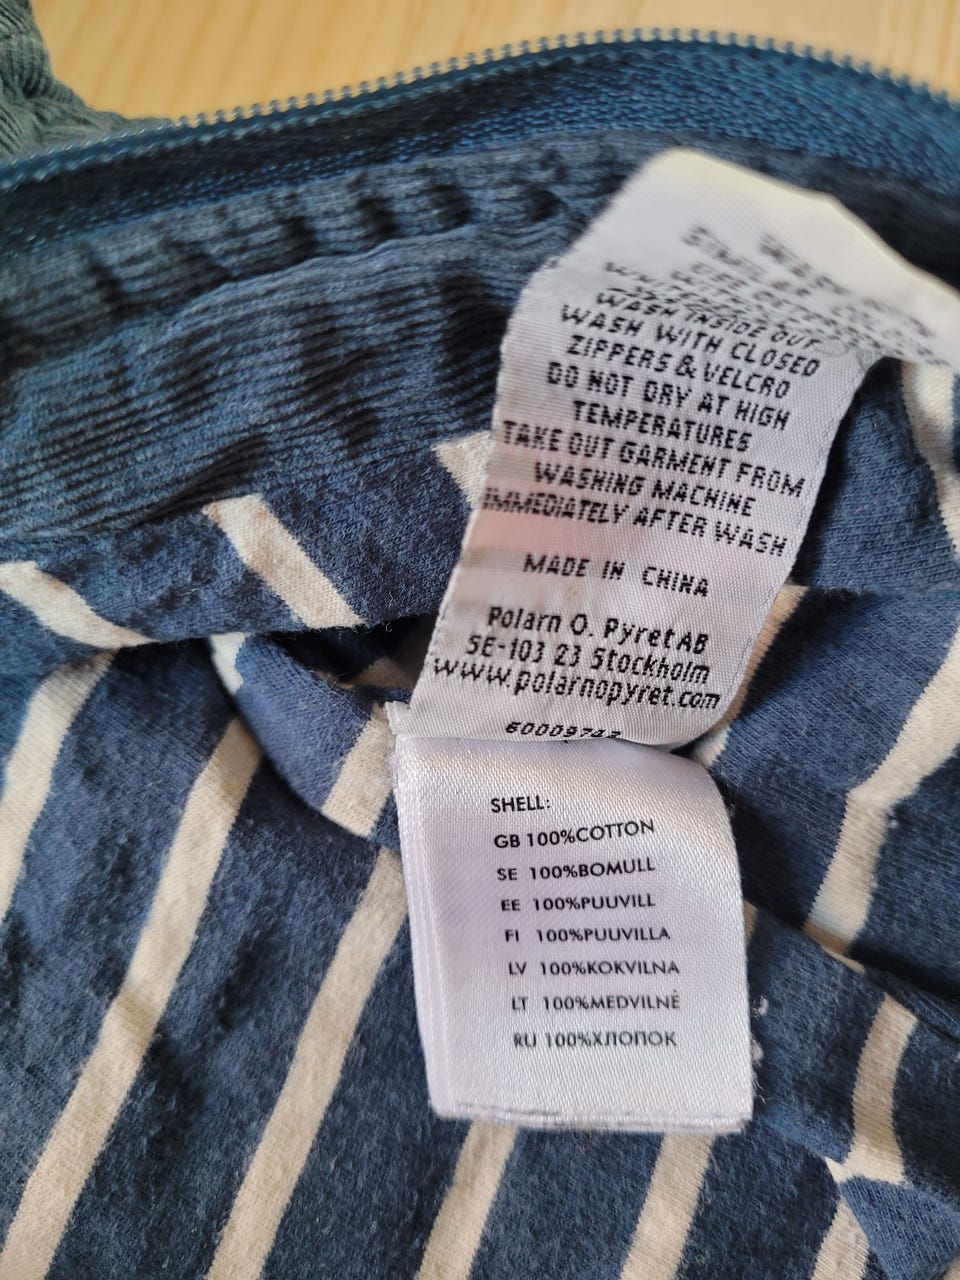 WASH INSIDE OUT
WASH WITH CLOSED
ZIPPERS & VELCRO
DO NOT DRY AT HIGH
TEMPERATURES
TAKE OUT GARMENT FROM
WASHING MACHINE
IMMEDIATELY AFTER WASH
MADE IN CHINA
Polarn O. Pyret AB
SE-103 23 Stockholm
www.polarnopyret.com
SHELL:
GB 100%COTTON
SE 100%BOMULL
EE 100%PUUVILL
FI 100%PUUVILLA
LV 100%KOKVILNA
LT 100%MEDVILNĖ
RU 100%ХЛОПОК